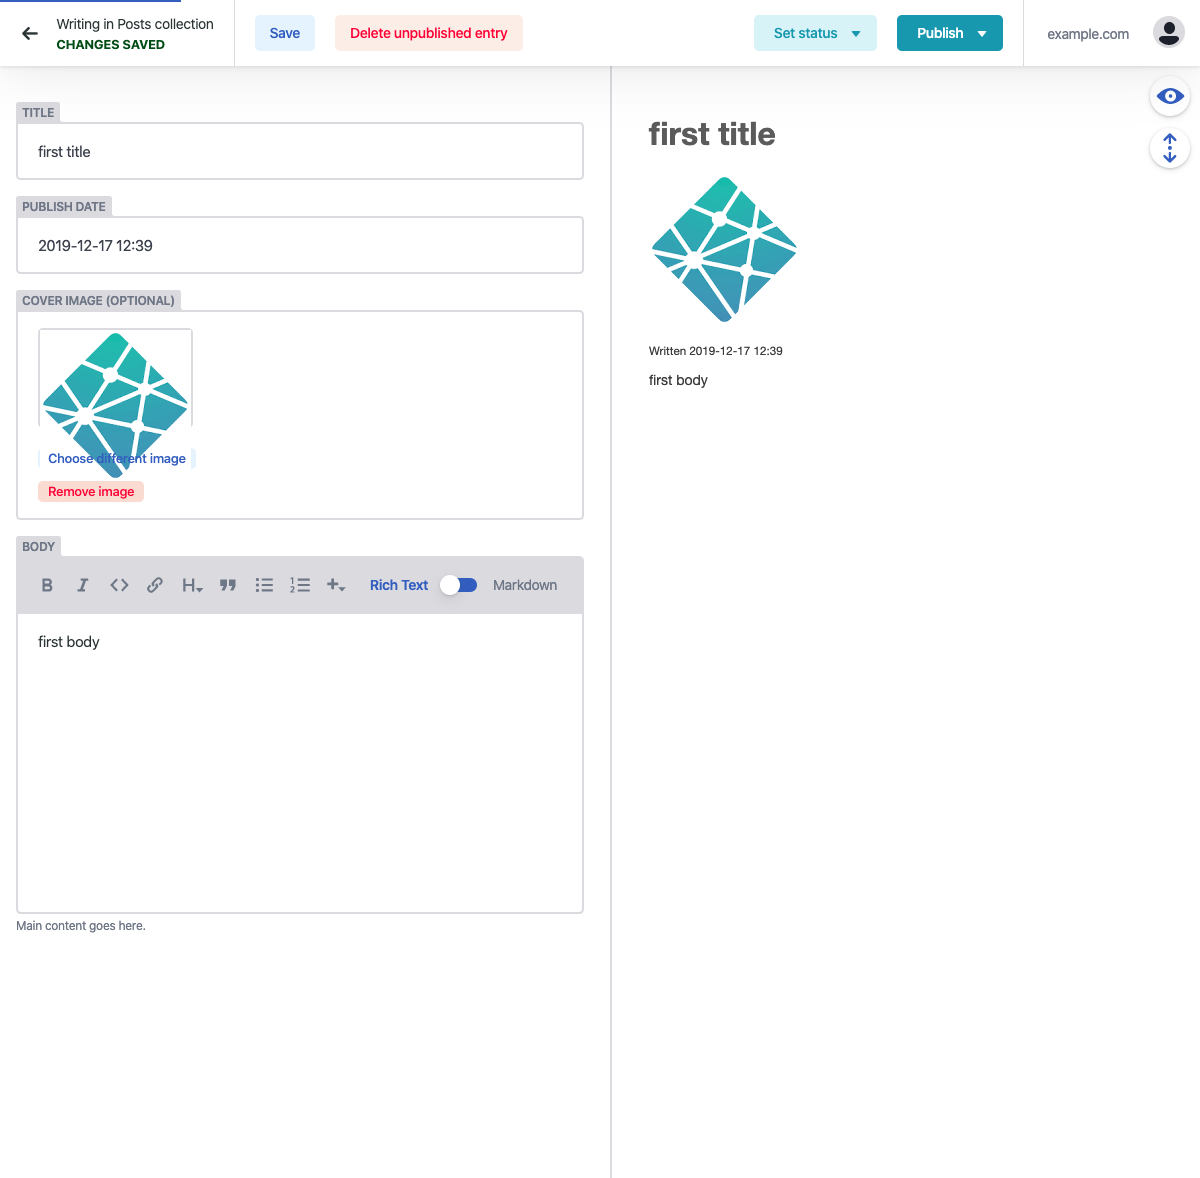 Writing in Posts collection
CHANGES SAVED
Save
Delete unpublished entry
Set status
Publish
example.com
TITLE
first title
PUBLISH DATE
2019-12-17 12:39
COVER IMAGE (OPTIONAL)
Choose different image
Remove image
BODY
B I H Rich Text Markdown
first body
Main content goes here.
first title
Written 2019-12-17 12:39
first body